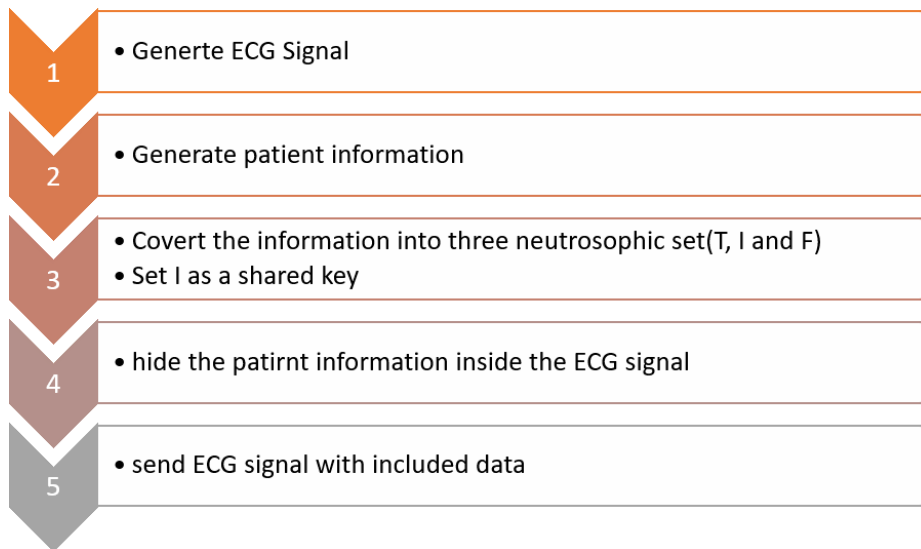 1
• Generte ECG Signal
2
• Generate patient information
3
• Covert the information into three neutrosophic set(T, I and F)
• Set I as a shared key
4
• hide the patirnt information inside the ECG signal
5
• send ECG signal with included data